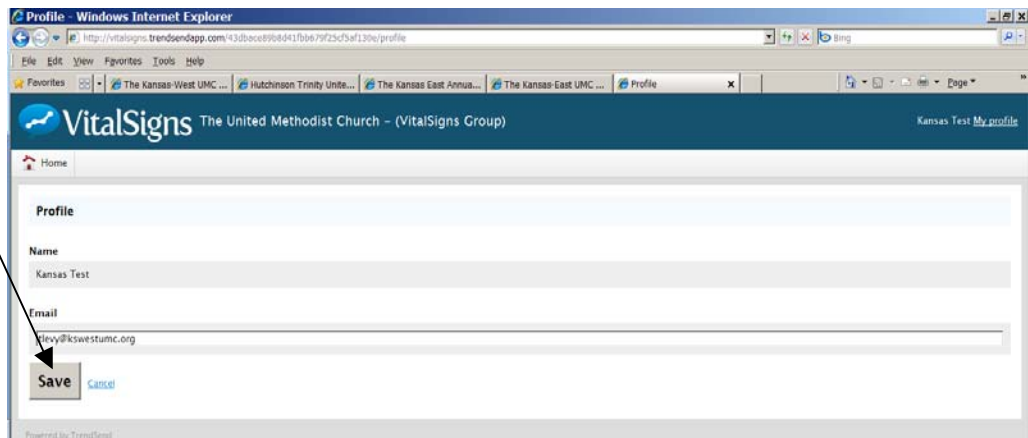 Profile - Windows Internet Explorer
http://vitalsigns.trendsendapp.com/43dbace89b8d41fbb679f25cf5af130e/profile
Bing
File Edit View Favorites Tools Help
Favorites The Kansas-West UMC ... Hutchinson Trinity Unite... The Kansas East Annua... The Kansas-East UMC ... Profile x Page
VitalSigns The United Methodist Church - (VitalSigns Group) Kansas Test My profile
Home
Profile
Name
Kansas Test
Email
tlevy@kswestumc.org
Save Cancel
Powered by TrendSend